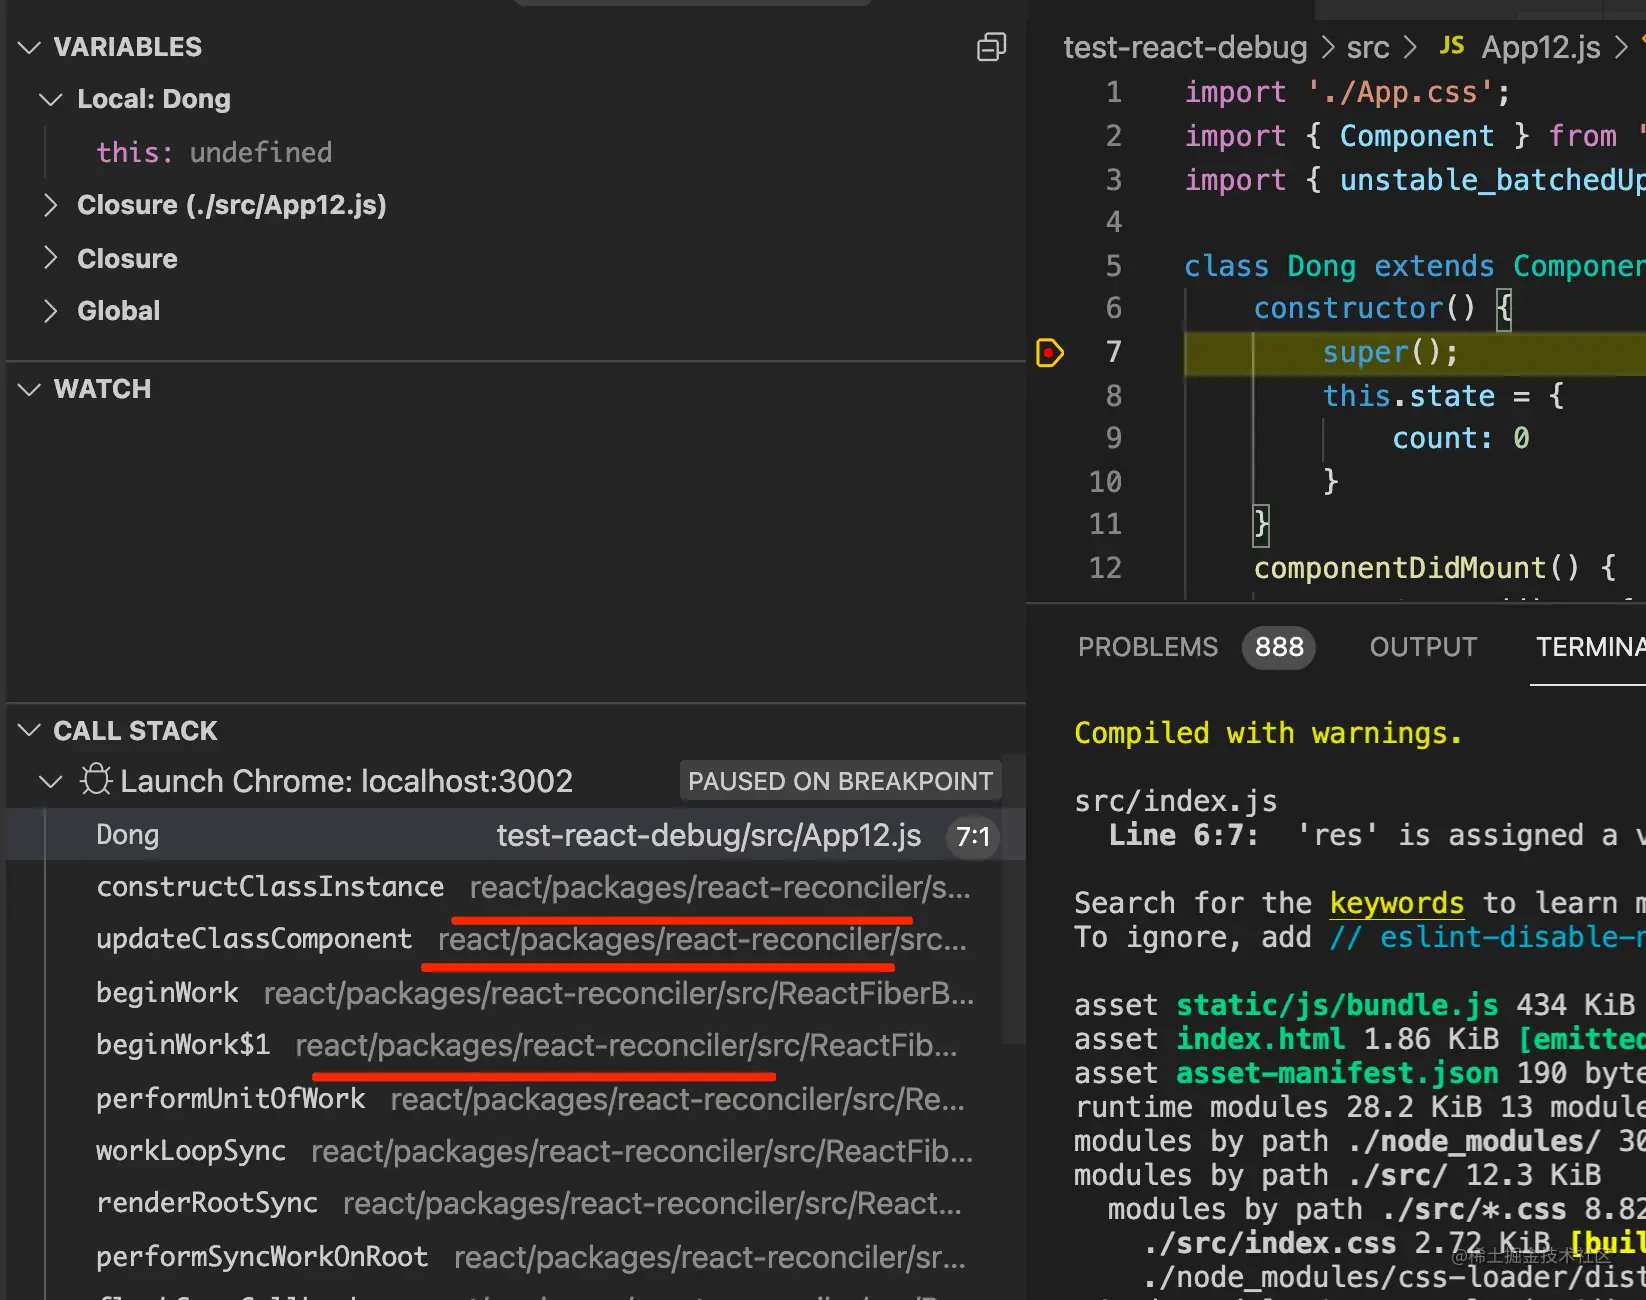 VARIABLES
Local: Dong
this: undefined
Closure (./src/App12.js)
Closure
Global
WATCH
CALL STACK
Launch Chrome: localhost:3002 PAUSED ON BREAKPOINT
Dong test-react-debug/src/App12.js 7:1
constructClassInstance react/packages/react-reconciler/s...
updateClassComponent react/packages/react-reconciler/src...
beginWork react/packages/react-reconciler/src/ReactFiberB...
beginWork$1 react/packages/react-reconciler/src/ReactFib...
performUnitOfWork react/packages/react-reconciler/src/Re...
workLoopSync react/packages/react-reconciler/src/ReactFib...
renderRootSync react/packages/react-reconciler/src/React...
performSyncWorkOnRoot react/packages/react-reconciler/sr...
test-react-debug > src > JS App12.js >
1 import './App.css';
2 import { Component } from '
3 import { unstable_batchedUp
4
5 class Dong extends Componen
6 constructor() {
7 super();
8 this.state = {
9 count: 0
10 }
11 }
12 componentDidMount() {
PROBLEMS 888 OUTPUT TERMINA
Compiled with warnings.
src/index.js
Line 6:7: 'res' is assigned a v
Search for the keywords to learn m
To ignore, add // eslint-disable-n
asset static/js/bundle.js 434 KiB
asset index.html 1.86 KiB [emitted
asset asset-manifest.json 190 byte
runtime modules 28.2 KiB 13 module
modules by path ./node_modules/ 30
modules by path ./src/ 12.3 KiB
modules by path ./src/*.css 8.82
./src/index.css 2.72 KiB [buil
@稀土掘金技术社区
./node_modules/css-loader/dist